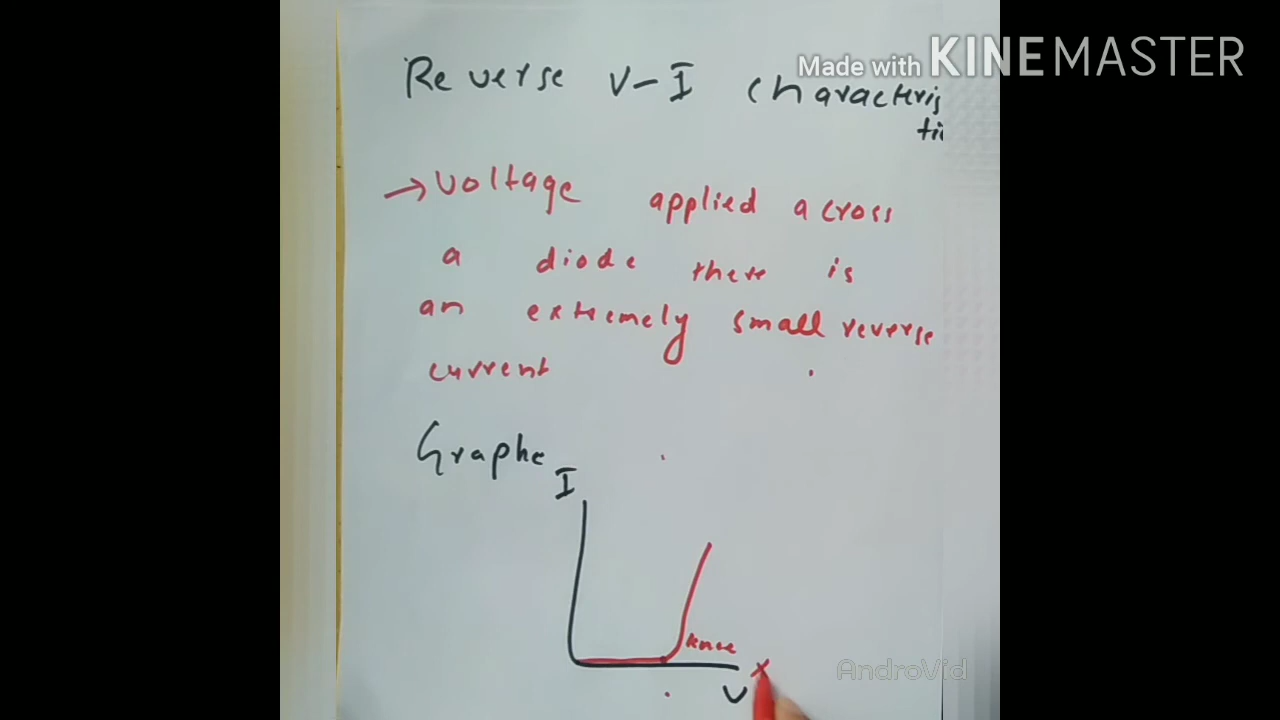 Made with KINEMASTER
Reverse V-I characteris
ti
→ voltage applied across
a diode there is
an extremely small reverse
current
Graphe
I
knee
V X
AndroVid